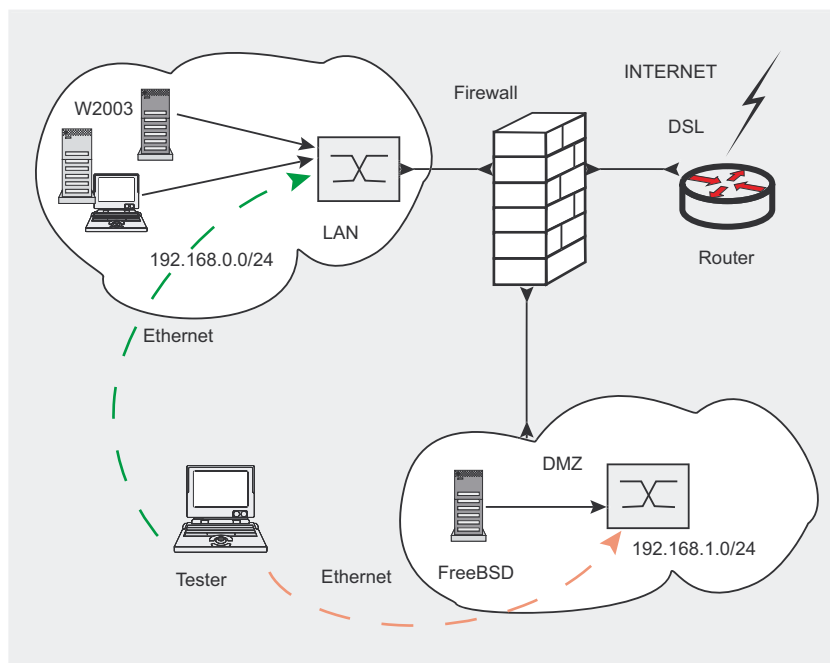 INTERNET
Firewall
W2003
DSL
LAN
192.168.0.0/24
Router
Ethernet
DMZ
192.168.1.0/24
FreeBSD
Ethernet
Tester